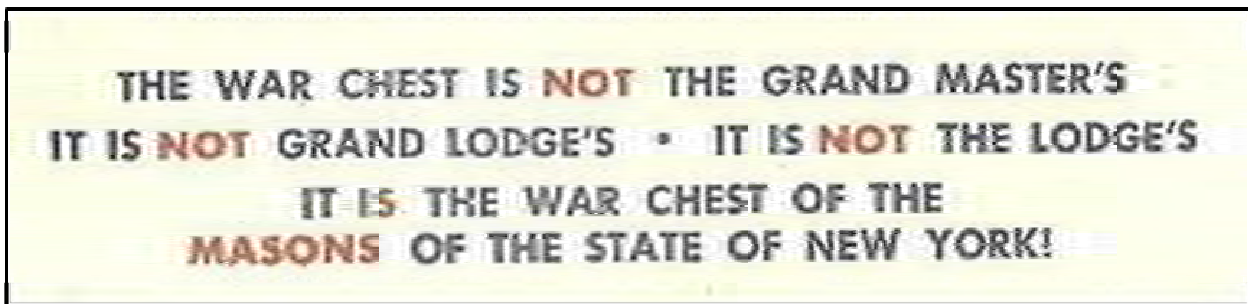 THE WAR CHEST IS NOT THE GRAND MASTER'S
IT IS NOT GRAND LODGE'S • IT IS NOT THE LODGE'S
IT IS THE WAR CHEST OF THE
MASONS OF THE STATE OF NEW YORK!